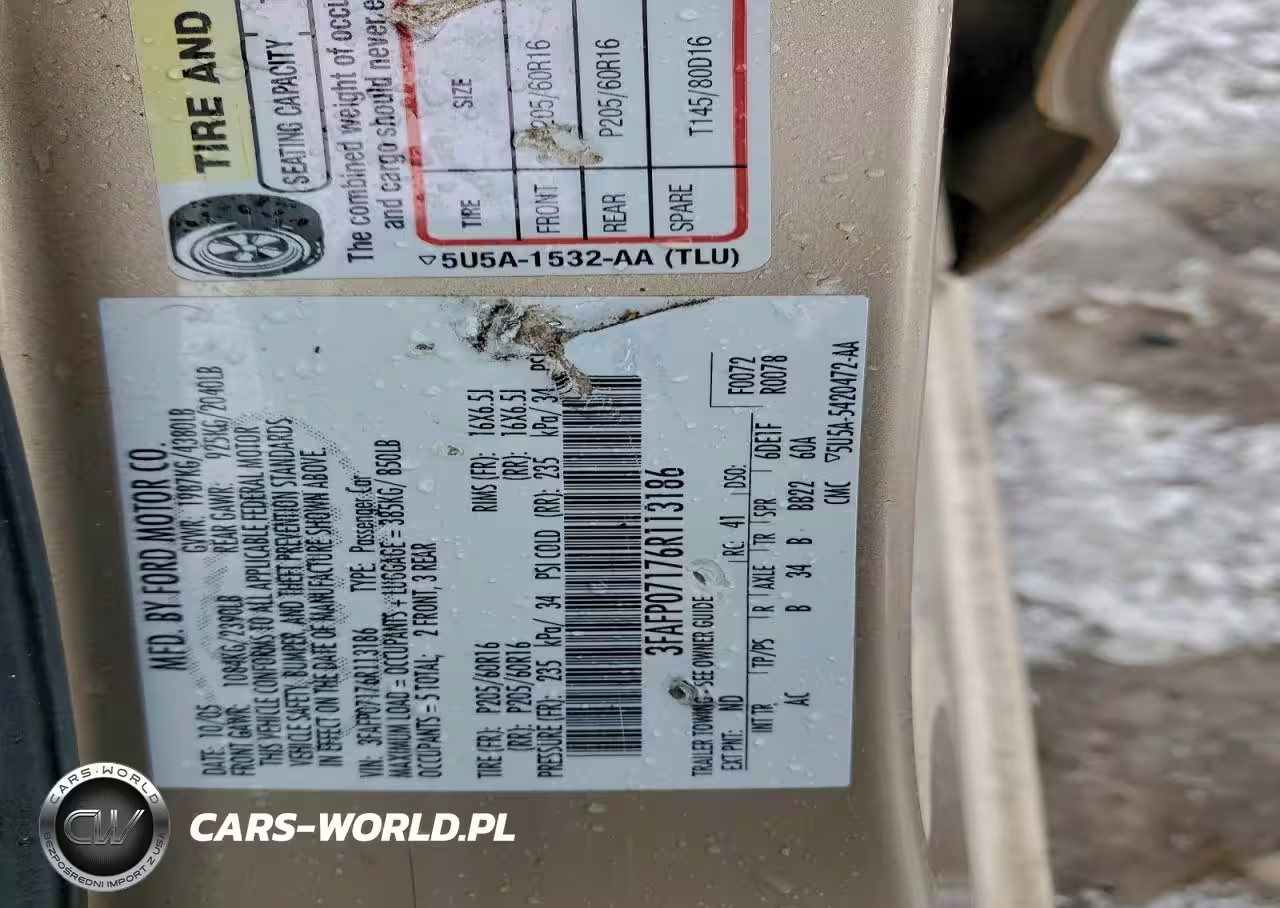 TIRE AND
SEATING CAPACITY
The combined weight of occu
and cargo should never e
TIRE SIZE
FRONT P205/60R16
REAR P205/60R16
SPARE T145/80D16
▽5U5A-1532-AA (TLU)
MFD. BY FORD MOTOR CO.
DATE: 10/05 GVWR: 1987KG/4380LB
FRONT GAWR: 1084KG/2390LB REAR GAWR: 925KG/2040LB
THIS VEHICLE CONFORMS TO ALL APPLICABLE FEDERAL MOTOR
VEHICLE SAFETY, BUMPER, AND THEFT PREVENTION STANDARDS
IN EFFECT ON THE DATE OF MANUFACTURE SHOWN ABOVE.
VIN: 3FAFP07176R113186 TYPE: Passenger Car
MAXIMUM LOAD = OCCUPANTS + LUGGAGE = 385KG/850LB
OCCUPANTS = 5 TOTAL, 2 FRONT, 3 REAR
TIRE (FR): P205/60R16 RIMS (FR): 16X6.5J
(RR): P205/60R16 (RR): 16X6.5J
PRESSURE (FR): 235 kPa/ 34 PSI COLD (RR): 235 kPa/ 34 PSI
3FAFP07176R113186
F0072
R0078
TRAILER TOWING - SEE OWNER GUIDE
EXT PNT: ND RC: 41 DSO:
INT TR TP/PS R AXLE TR SPR 6DE1F
AC B 34 B BB22 60A
CMC ▽5U5A-5420472-AA
CARS-WORLD
CW
BEZPOŚREDNI IMPORT Z USA
CARS-WORLD.PL